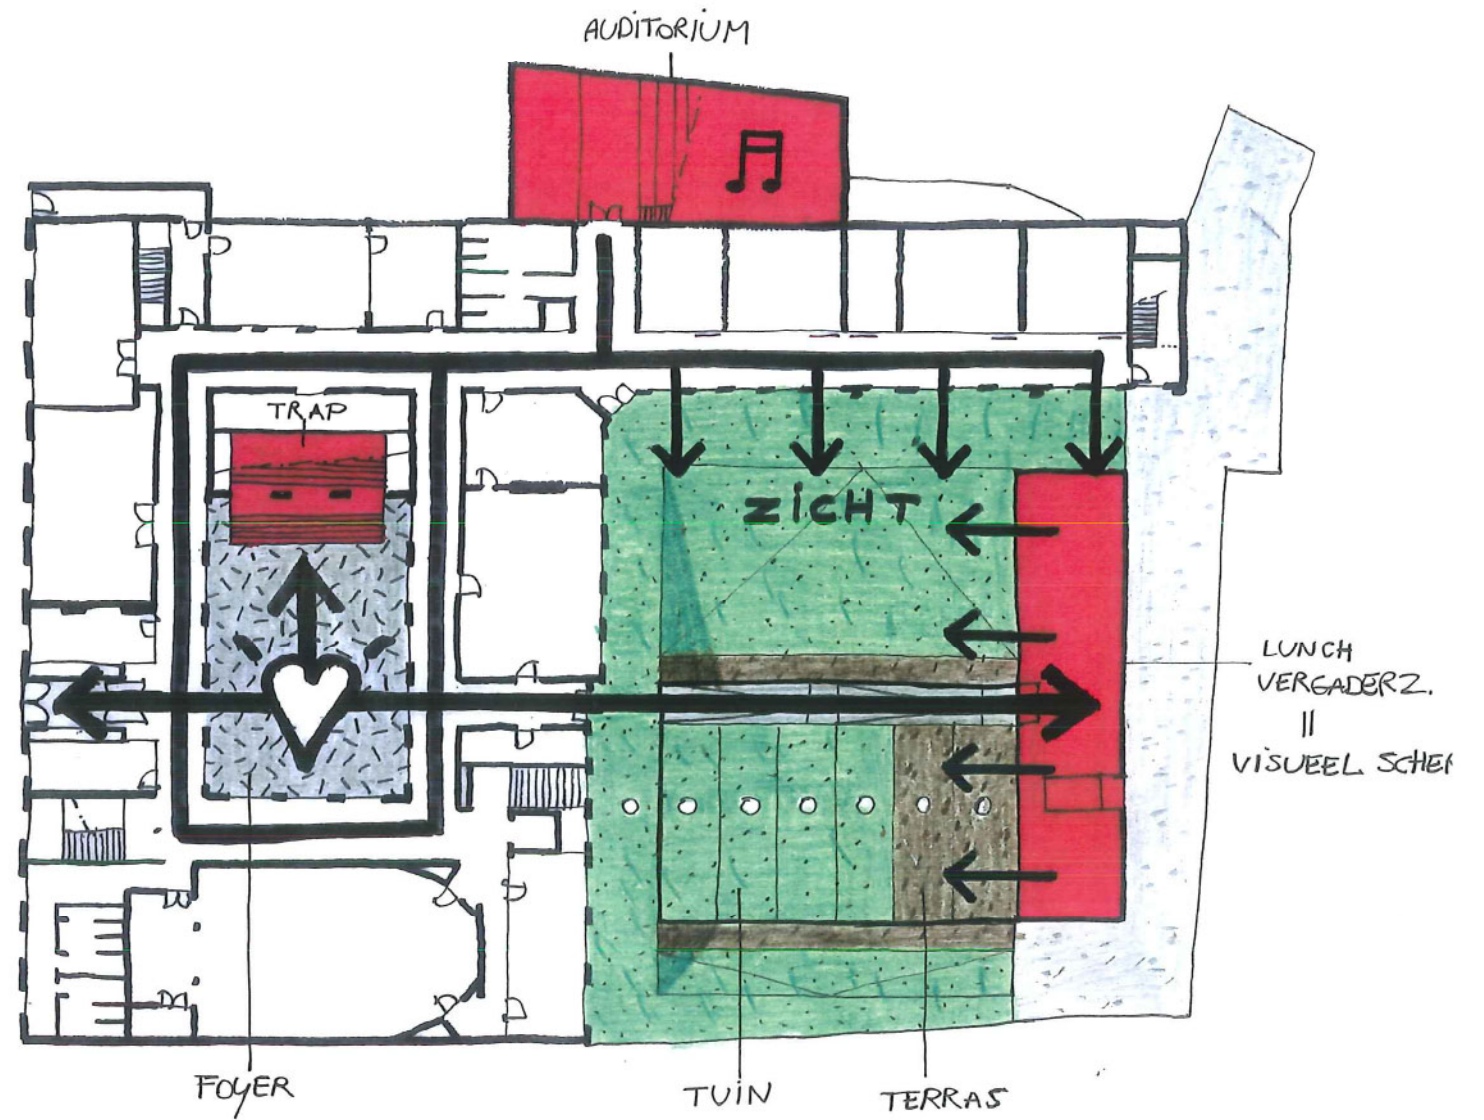 AUDITORIUM
TRAP
ZICHT
LUNCH
VERGADERZ.
=
VISUEEL SCHE
FOYER
TUIN
TERRAS